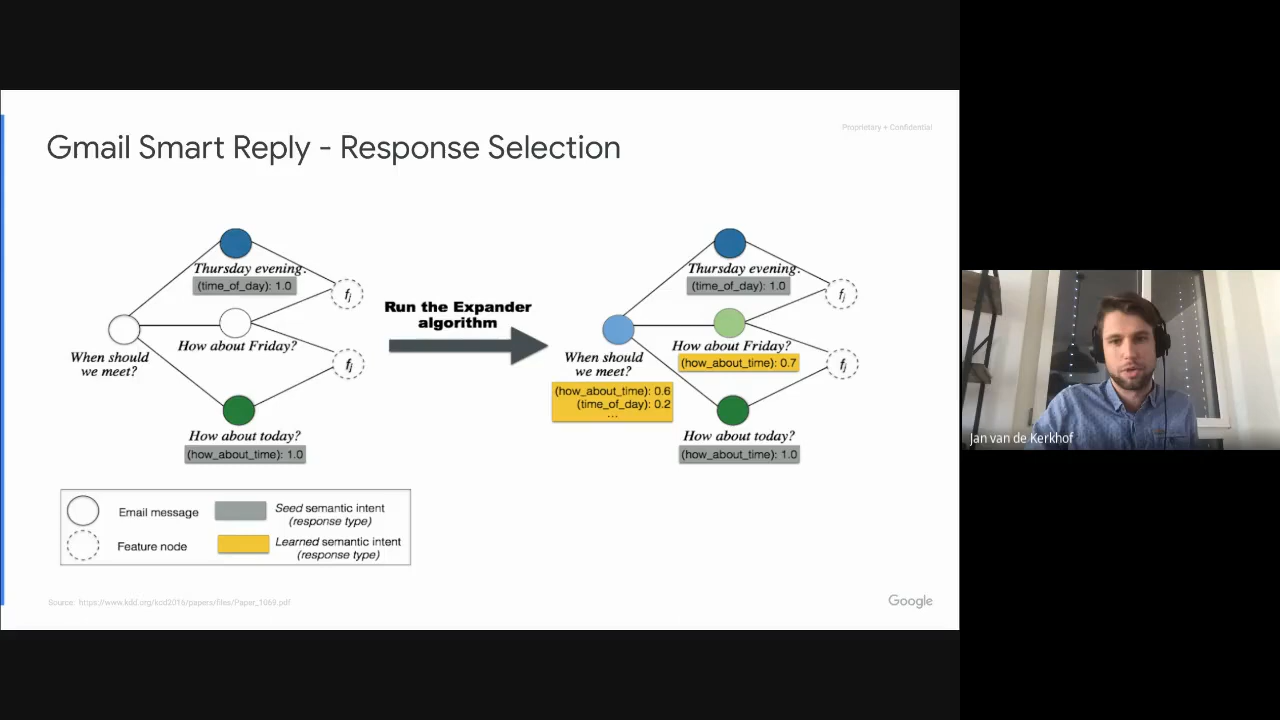 Proprietary + Confidential
Gmail Smart Reply - Response Selection
Thursday evening.
(time_of_day): 1.0
fj
When should
we meet?
How about Friday?
fj
How about today?
(how_about_time): 1.0
Run the Expander
algorithm
Thursday evening.
(time_of_day): 1.0
fj
When should
we meet?
(how_about_time): 0.6
(time_of_day): 0.2
...
How about Friday?
(how_about_time): 0.7
fj
How about today?
(how_about_time): 1.0
Email message
Seed semantic intent
(response type)
Feature node
Learned semantic intent
(response type)
Source: https://www.kdd.org/kdd2016/papers/files/Paper_1069.pdf
Google
Jan van de Kerkhof